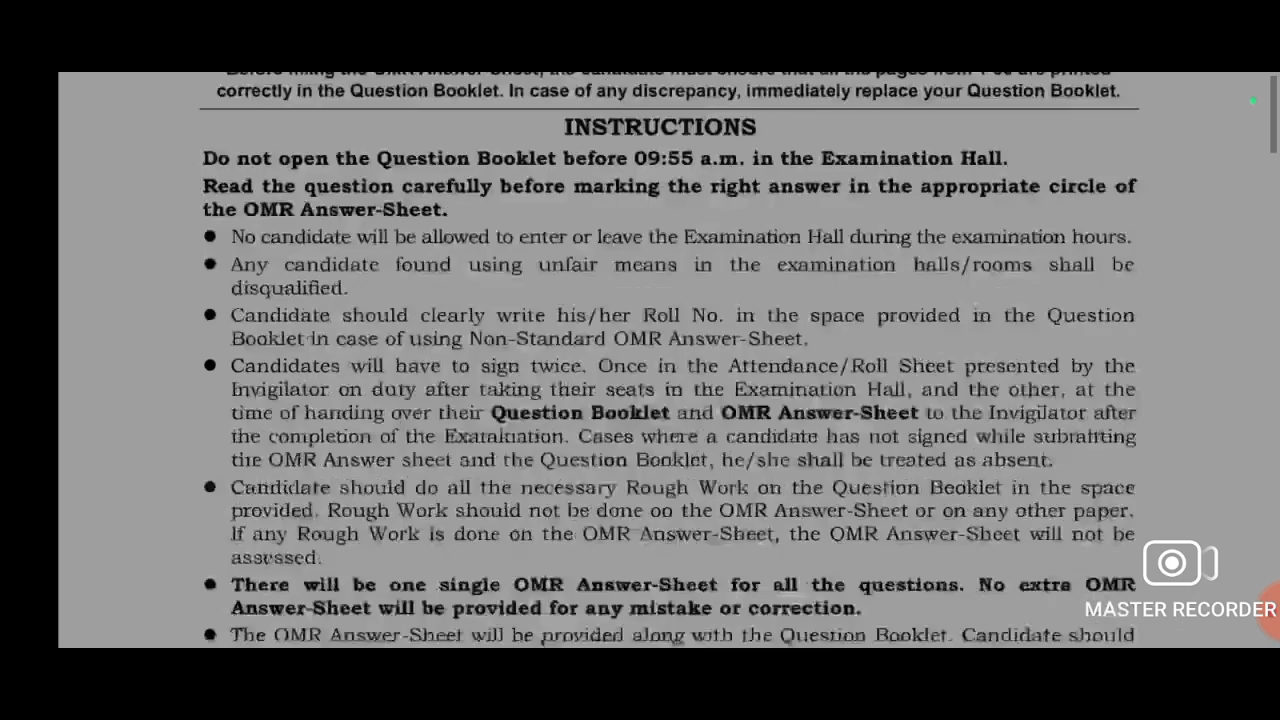 correctly in the Question Booklet. In case of any discrepancy, immediately replace your Question Booklet.
INSTRUCTIONS
Do not open the Question Booklet before 09:55 a.m. in the Examination Hall.
Read the question carefully before marking the right answer in the appropriate circle of
the OMR Answer-Sheet.
● No candidate will be allowed to enter or leave the Examination Hall during the examination hours.
● Any candidate found using unfair means in the examination halls/rooms shall be
disqualified.
● Candidate should clearly write his/her Roll No. in the space provided in the Question
Booklet in case of using Non-Standard OMR Answer-Sheet.
● Candidates will have to sign twice. Once in the Attendance/Roll Sheet presented by the
Invigilator on duty after taking their seats in the Examination Hall, and the other, at the
time of handing over their Question Booklet and OMR Answer-Sheet to the Invigilator after
the completion of the Examination. Cases where a candidate has not signed while submitting
the OMR Answer sheet and the Question Booklet, he/she shall be treated as absent.
● Candidate should do all the necessary Rough Work on the Question Booklet in the space
provided. Rough Work should not be done on the OMR Answer-Sheet or on any other paper.
If any Rough Work is done on the OMR Answer-Sheet, the OMR Answer-Sheet will not be
assessed.
● There will be one single OMR Answer-Sheet for all the questions. No extra OMR
Answer-Sheet will be provided for any mistake or correction.
● The OMR Answer-Sheet will be provided along with the Question Booklet. Candidate should
MASTER RECORDER